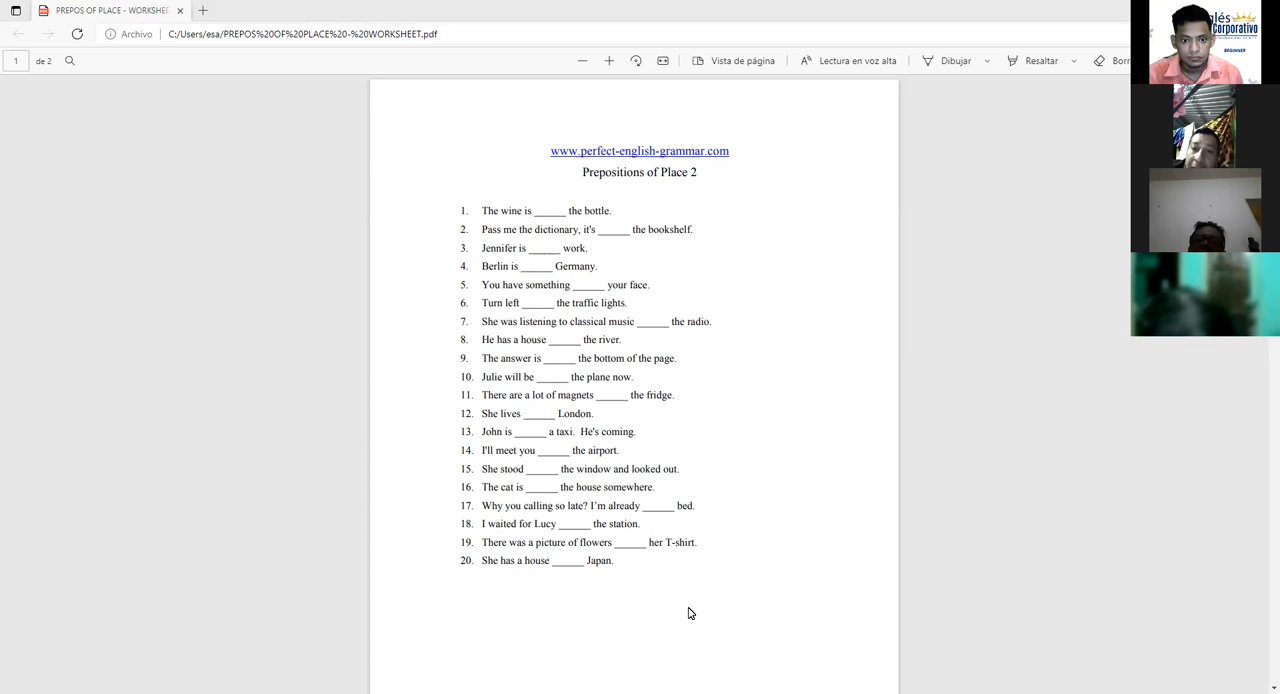 PREPOS OF PLACE - WORKSHEE
1 de 2
Archivo C:/Users/esa/PREPOS%20OF%20PLACE%20-%20WORKSHEET.pdf
Vista de página Lectura en voz alta Dibujar Resaltar Borr
glés
Corporativo
BEGINNER
www.perfect-english-grammar.com
Prepositions of Place 2
1. The wine is ______ the bottle.
2. Pass me the dictionary, it's ______ the bookshelf.
3. Jennifer is ______ work.
4. Berlin is ______ Germany.
5. You have something ______ your face.
6. Turn left ______ the traffic lights.
7. She was listening to classical music ______ the radio.
8. He has a house ______ the river.
9. The answer is ______ the bottom of the page.
10. Julie will be ______ the plane now.
11. There are a lot of magnets ______ the fridge.
12. She lives ______ London.
13. John is ______ a taxi. He's coming.
14. I'll meet you ______ the airport.
15. She stood ______ the window and looked out.
16. The cat is ______ the house somewhere.
17. Why you calling so late? I'm already ______ bed.
18. I waited for Lucy ______ the station.
19. There was a picture of flowers ______ her T-shirt.
20. She has a house ______ Japan.